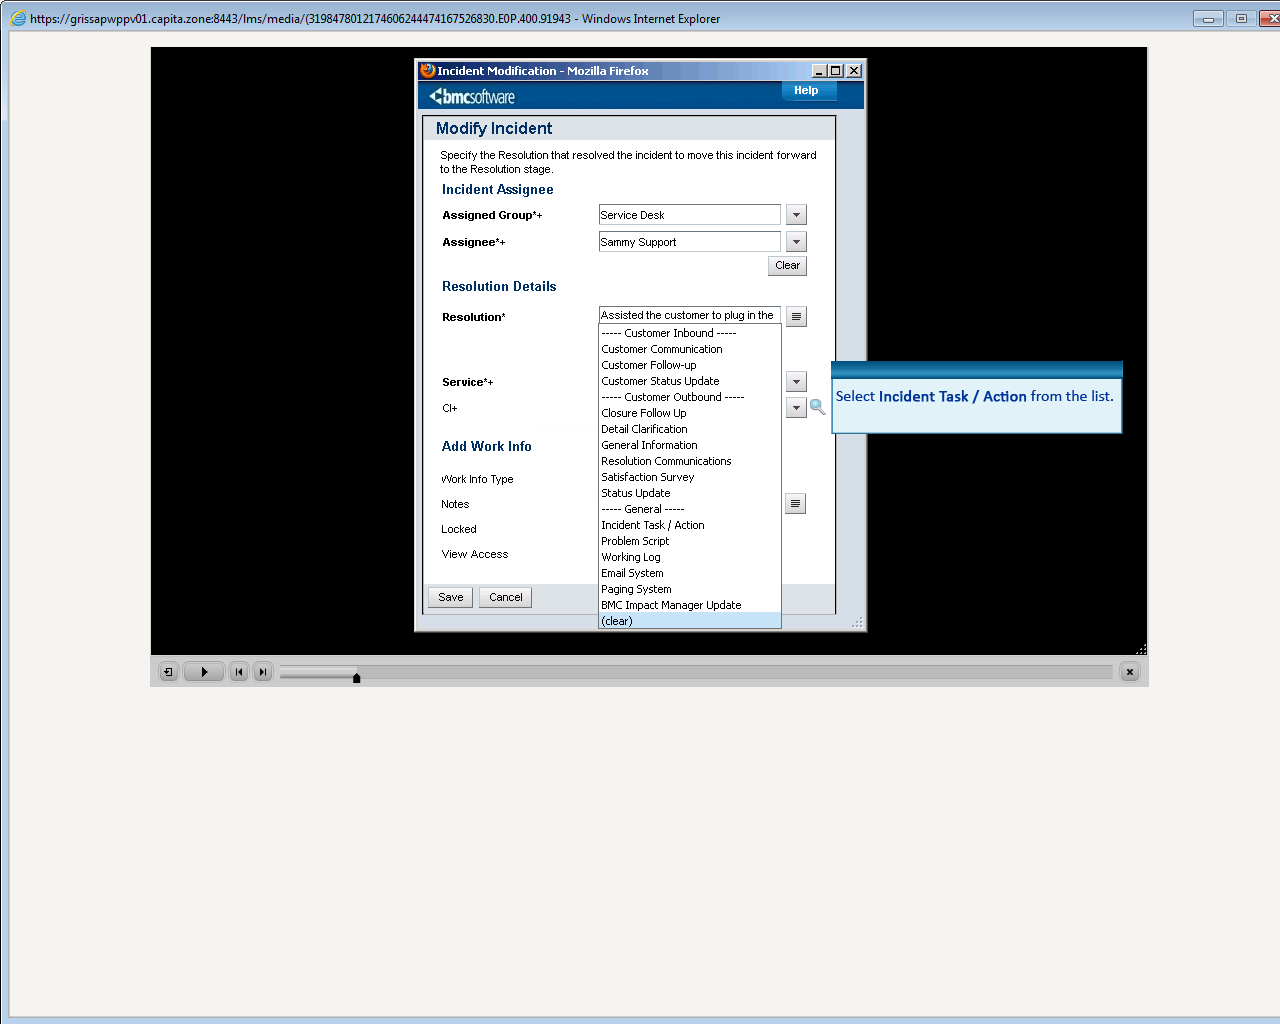 https://grissapwppv01.capita.zone:8443/lms/media/(3198478012174606244474167526830.E0P.400.91943 - Windows Internet Explorer
Incident Modification - Mozilla Firefox
bmcsoftware
Help
Modify Incident
Specify the Resolution that resolved the incident to move this incident forward
to the Resolution stage.
Incident Assignee
Assigned Group*+
Service Desk
Assignee*+
Sammy Support
Clear
Resolution Details
Resolution*
Assisted the customer to plug in the
----- Customer Inbound -----
Customer Communication
Customer Follow-up
Service*+
Customer Status Update
----- Customer Outbound -----
CI+
Closure Follow Up
Detail Clarification
General Information
Add Work Info
Resolution Communications
Satisfaction Survey
Work Info Type
Status Update
Notes
----- General -----
Incident Task / Action
Locked
Problem Script
View Access
Working Log
Email System
Paging System
BMC Impact Manager Update
(clear)
Save
Cancel
Select Incident Task / Action from the list.